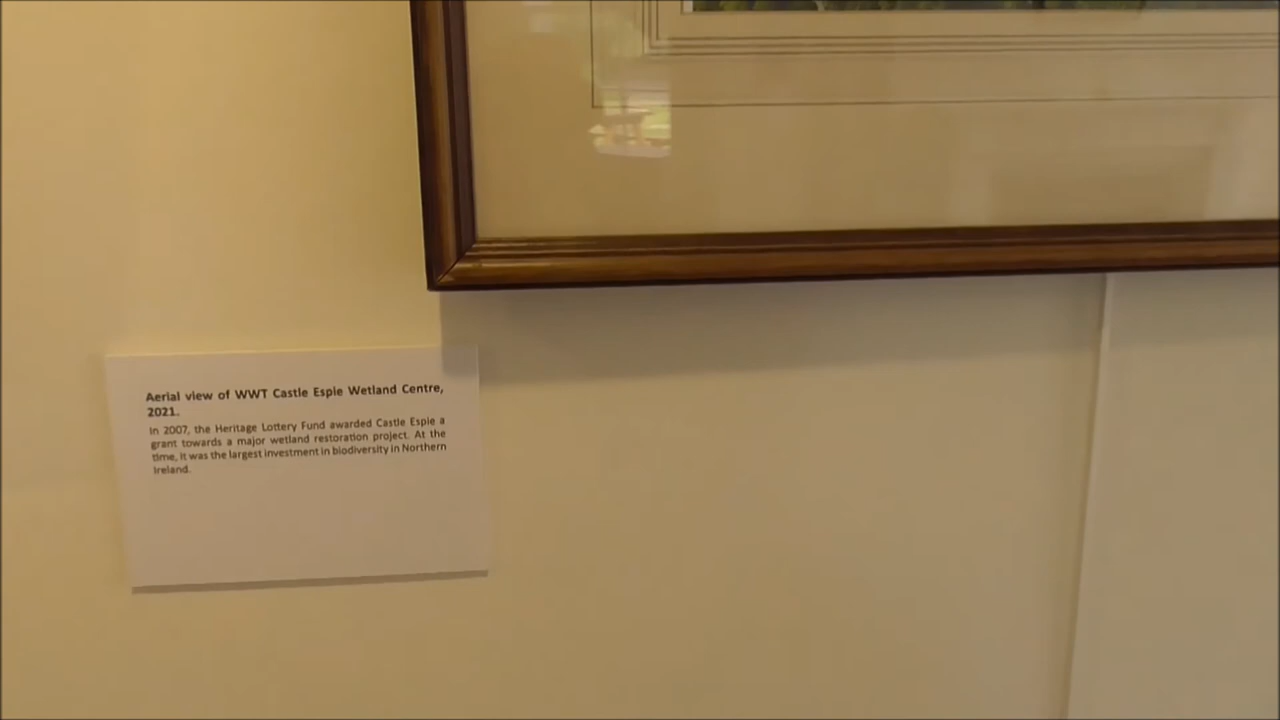 Aerial view of WWT Castle Espie Wetland Centre,
2021.
In 2007, the Heritage Lottery Fund awarded Castle Espie a
grant towards a major wetland restoration project. At the
time, it was the largest investment in biodiversity in Northern
Ireland.